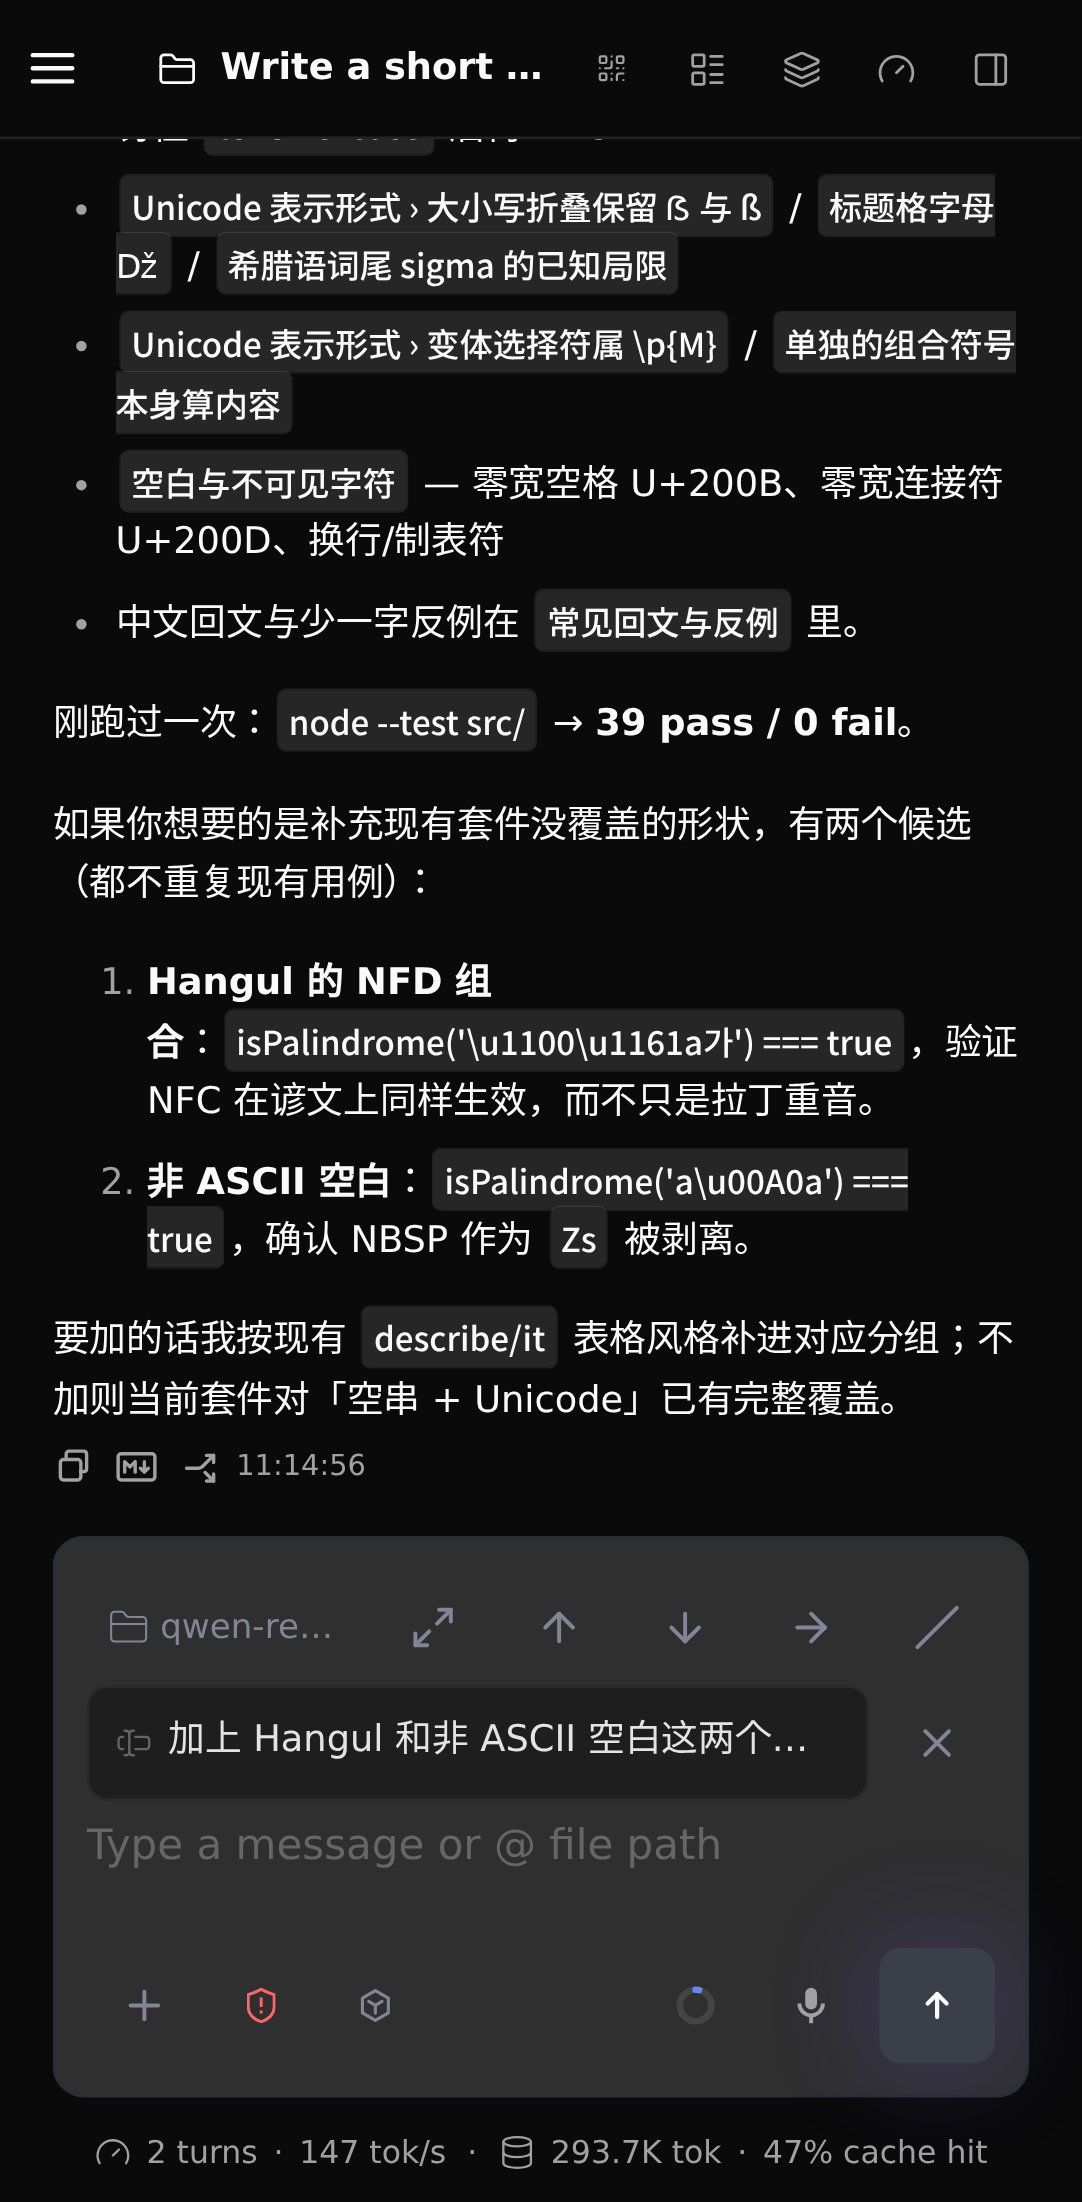 Write a short ...
Unicode 表示形式 › 大小写折叠保留 ẞ 与 ß / 标题格字母
ǅ / 希腊语词尾 sigma 的已知局限
Unicode 表示形式 › 变体选择符属 \p{M} / 单独的组合符号
本身算内容
空白与不可见字符 — 零宽空格 U+200B、零宽连接符
U+200D、换行/制表符
中文回文与少一字反例在 常见回文与反例 里。
刚跑过一次：node --test src/ → 39 pass / 0 fail。
如果你想要的是补充现有套件没覆盖的形状，有两个候选
（都不重复现有用例）：
1. Hangul 的 NFD 组
合：isPalindrome('\u1100\u1161a가') === true，验证
NFC 在谚文上同样生效，而不只是拉丁重音。
2. 非 ASCII 空白：isPalindrome('a\u00A0a') ===
true，确认 NBSP 作为 Zs 被剥离。
要加的话我按现有 describe/it 表格风格补进对应分组；不
加则当前套件对「空串 + Unicode」已有完整覆盖。
11:14:56
qwen-re...
加上 Hangul 和非 ASCII 空白这两个...
Type a message or @ file path
2 turns · 147 tok/s · 293.7K tok · 47% cache hit